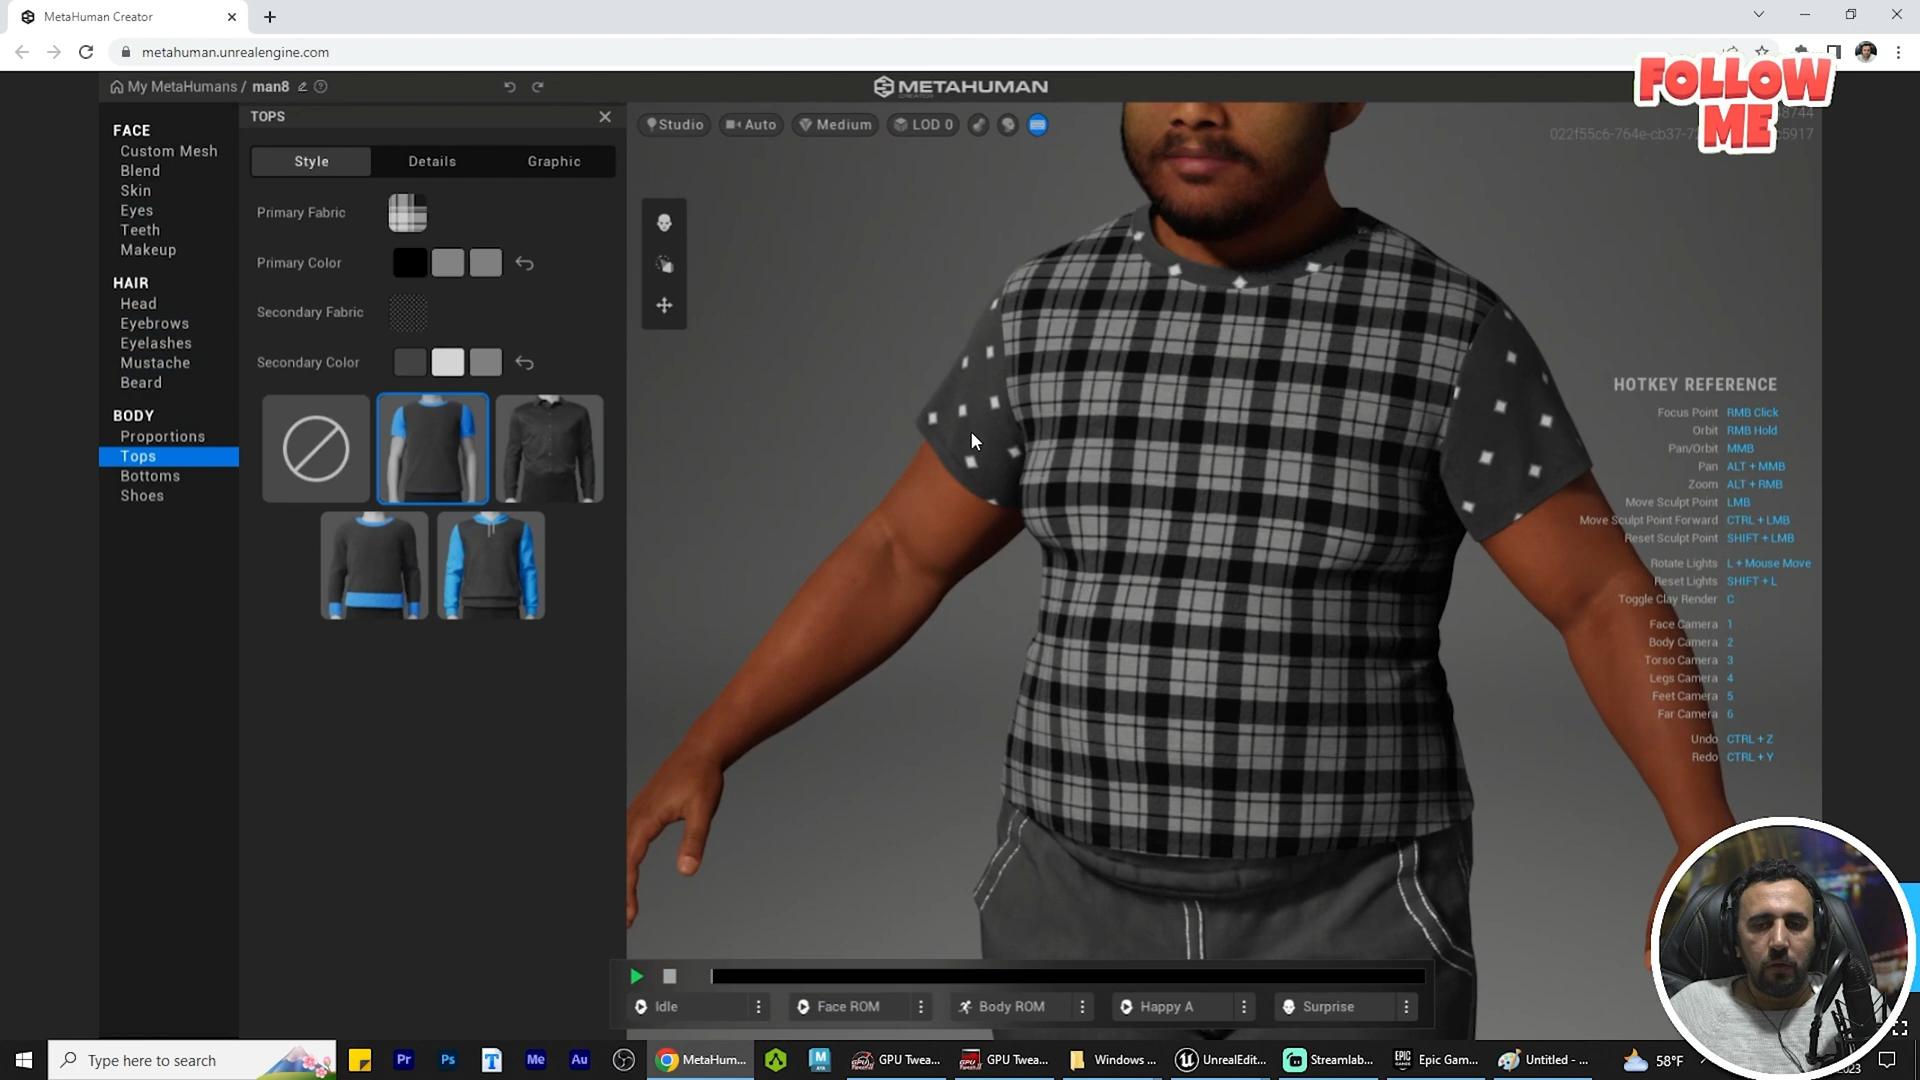 MetaHuman Creator
metahuman.unrealengine.com
FOLLOW
ME
My MetaHumans / man8
METAHUMAN
CREATOR
TOPS
Studio
Auto
Medium
LOD 0
FACE
Custom Mesh
Blend
Skin
Eyes
Teeth
Makeup
HAIR
Head
Eyebrows
Eyelashes
Mustache
Beard
BODY
Proportions
Tops
Bottoms
Shoes
Style Details Graphic
Primary Fabric
Primary Color
Secondary Fabric
Secondary Color
HOTKEY REFERENCE
Focus Point RMB Click
Orbit RMB Hold
Pan/Orbit MMB
Pan ALT + MMB
Zoom ALT + RMB
Move Sculpt Point LMB
Move Sculpt Point Forward CTRL + LMB
Reset Sculpt Point SHIFT + LMB
Rotate Lights L + Mouse Move
Reset Lights SHIFT + L
Toggle Clay Render C
Face Camera 1
Body Camera 2
Torso Camera 3
Legs Camera 4
Feet Camera 5
Far Camera 6
Undo CTRL + Z
Redo CTRL + Y
Idle Face ROM Body ROM Happy A Surprise
Type here to search
Pr
Ps
T
Me
Au
MetaHum...
M
GPU Twea...
GPU Twea...
Windows ...
UnrealEdit...
Streamlab...
Epic Gam...
Untitled - ...
58°F